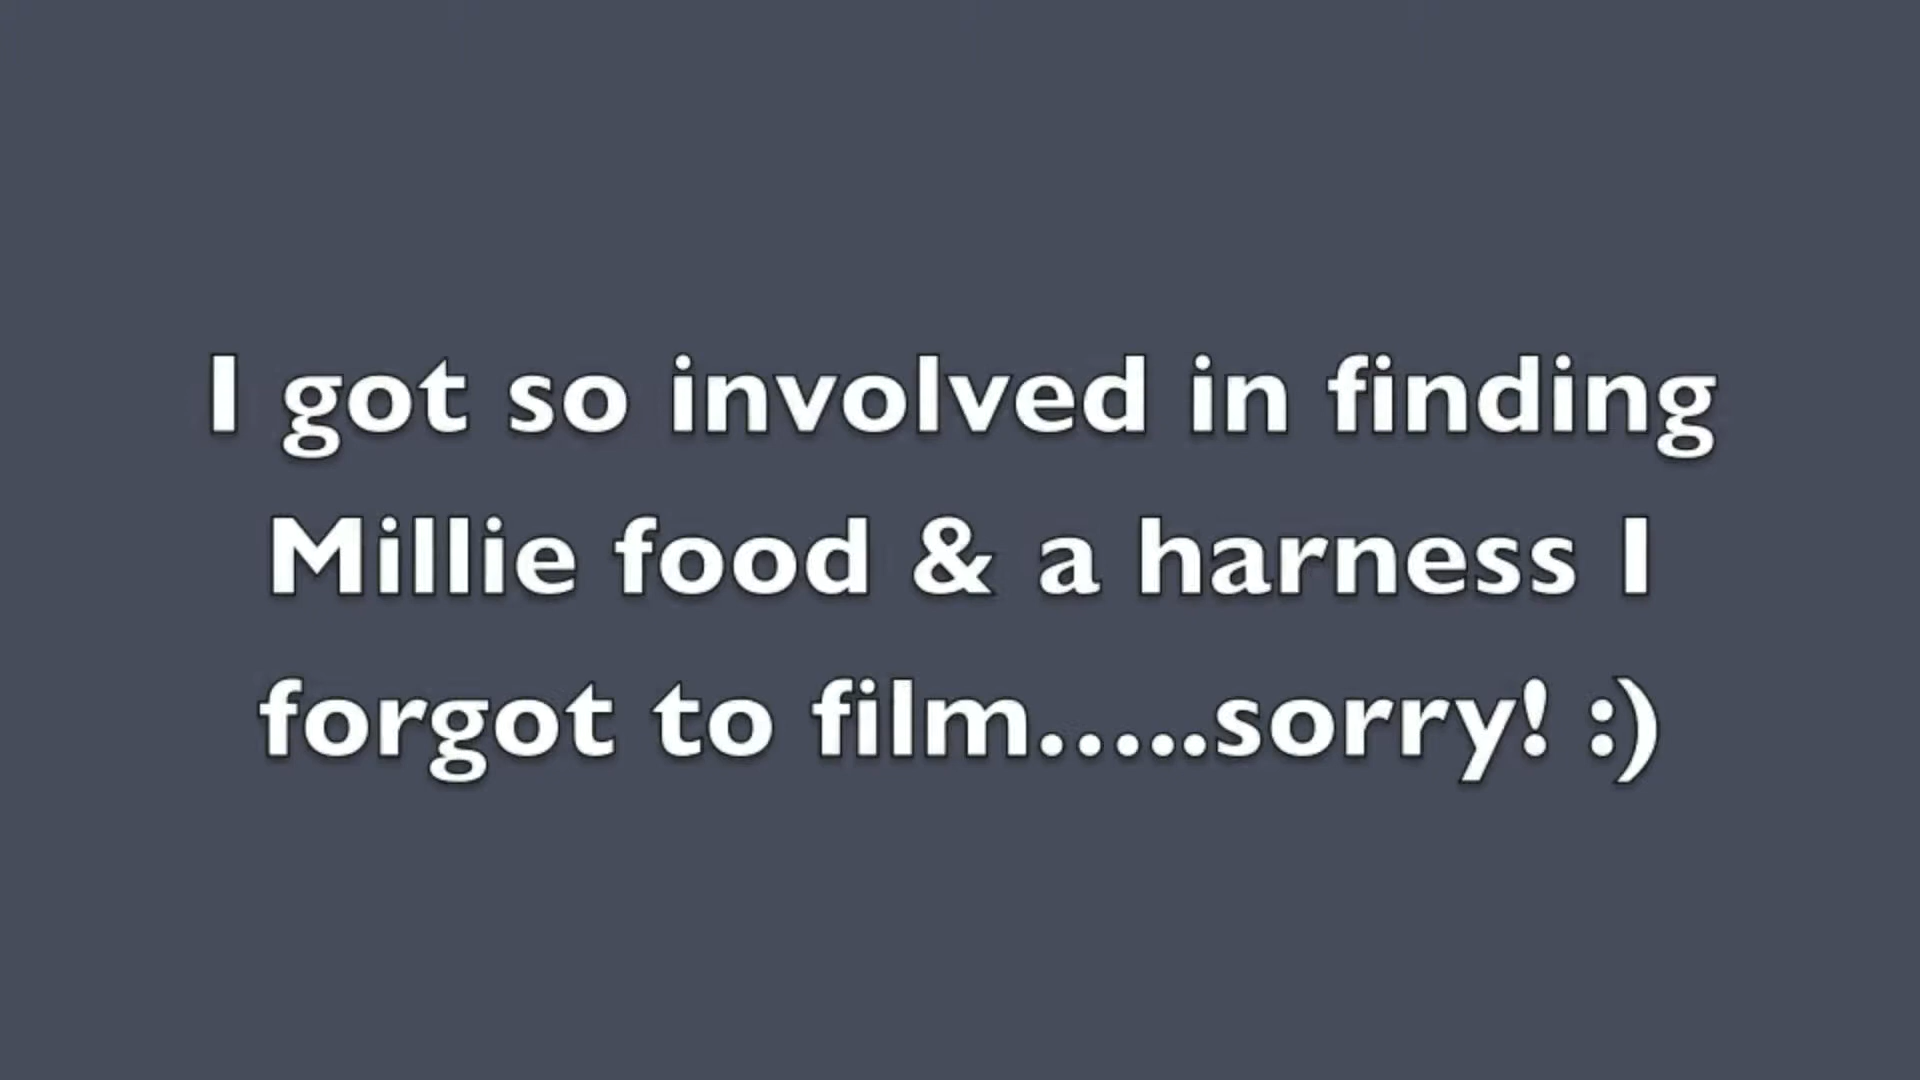 I got so involved in finding
Millie food & a harness I
forgot to film.....sorry! :)